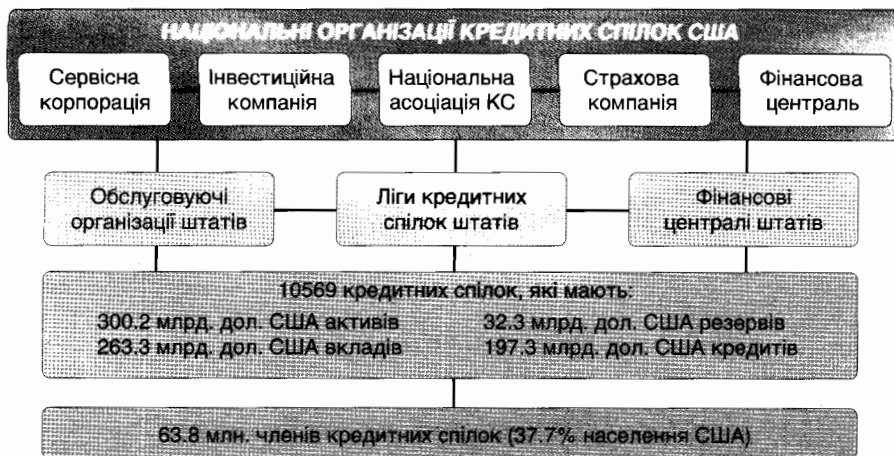 НАЦІОНАЛЬНІ ОРГАНІЗАЦІЇ КРЕДИТНИХ СПІЛОК США
Сервісна
корпорація
Інвестиційна
компанія
Національна
асоціація КС
Страхова
компанія
Фінансова
централь
Обслуговуючі
організації штатів
Ліги кредитних
спілок штатів
Фінансові
централі штатів
10569 кредитних спілок, які мають:
300.2 млрд. дол. США активів
32.3 млрд. дол. США резервів
263.3 млрд. дол. США вкладів
197.3 млрд. дол. США кредитів
63.8 млн. членів кредитних спілок (37.7% населення США)